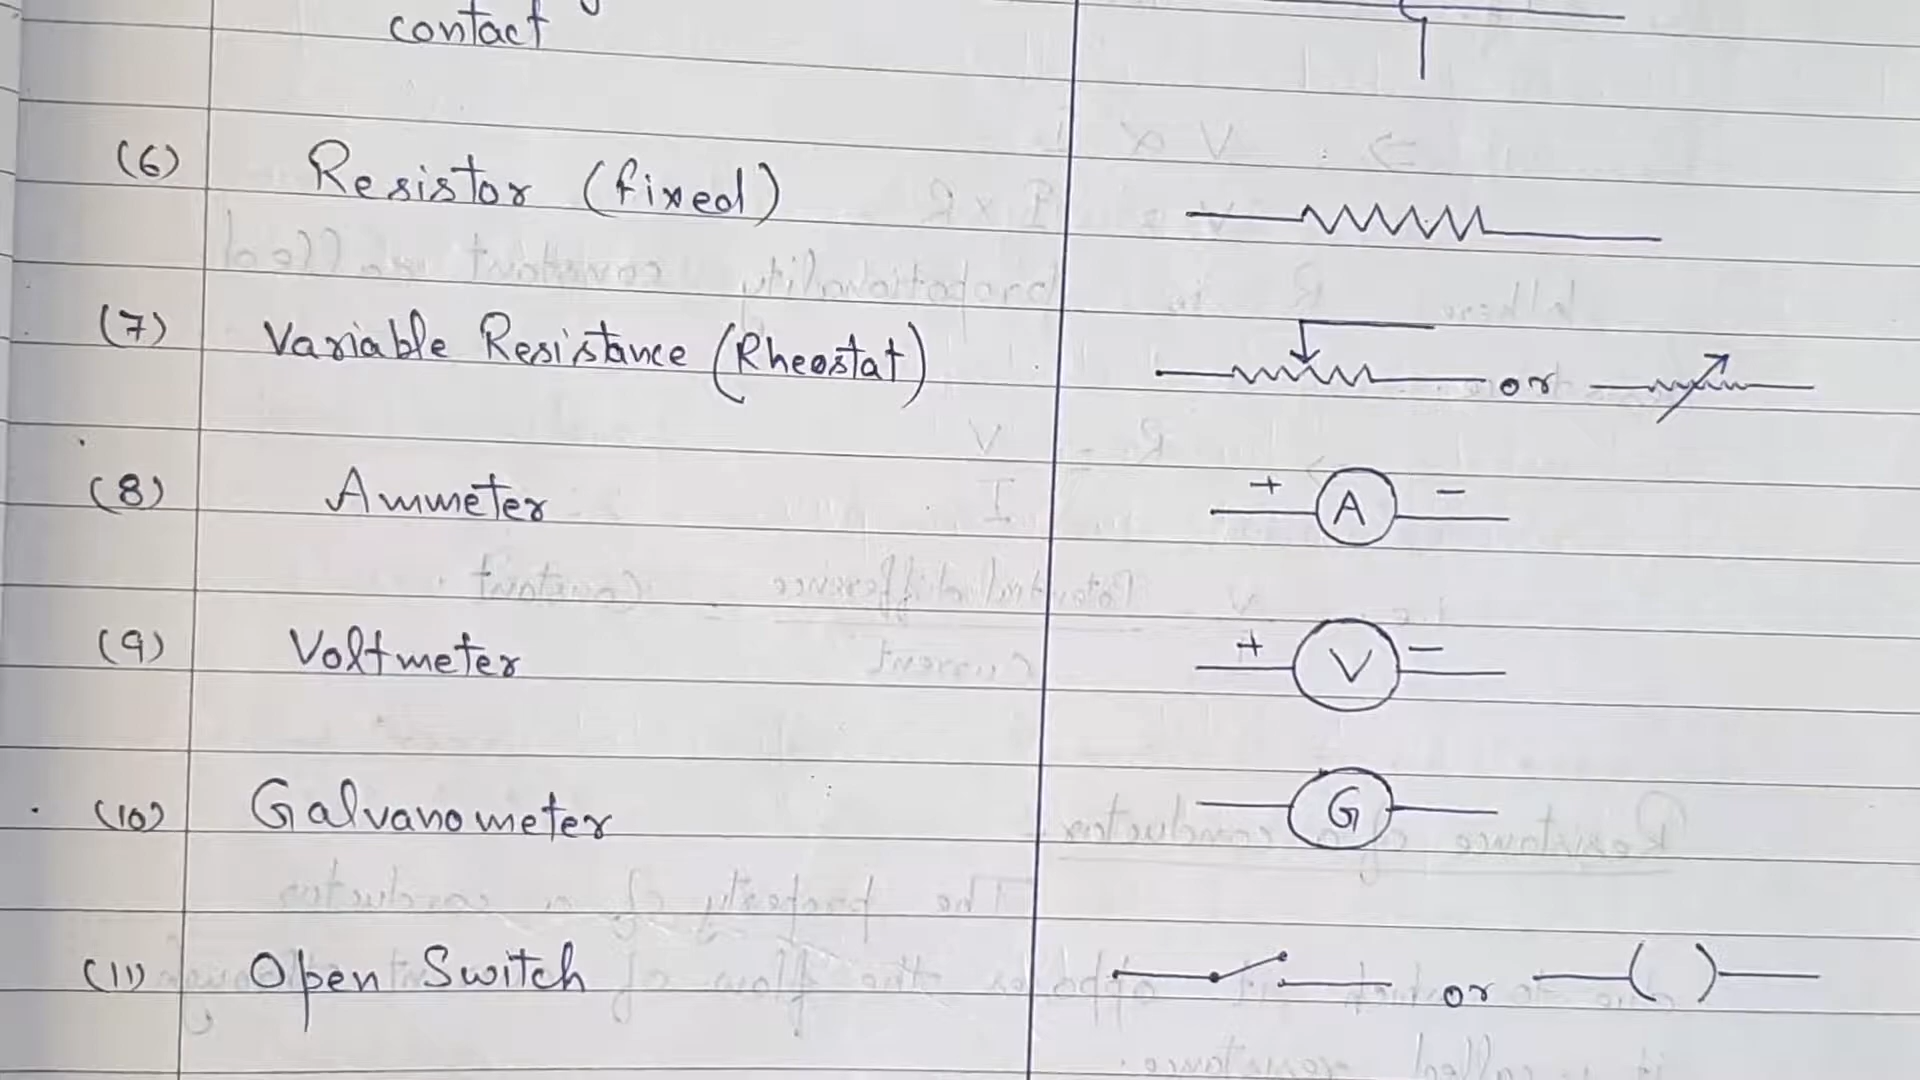 contact
(6) Resistor (fixed)
(7) Variable Resistance (Rheostat) or
(8) Ammeter + A -
(9) Voltmeter + V -
(10) Galvanometer G
(11) Open Switch or